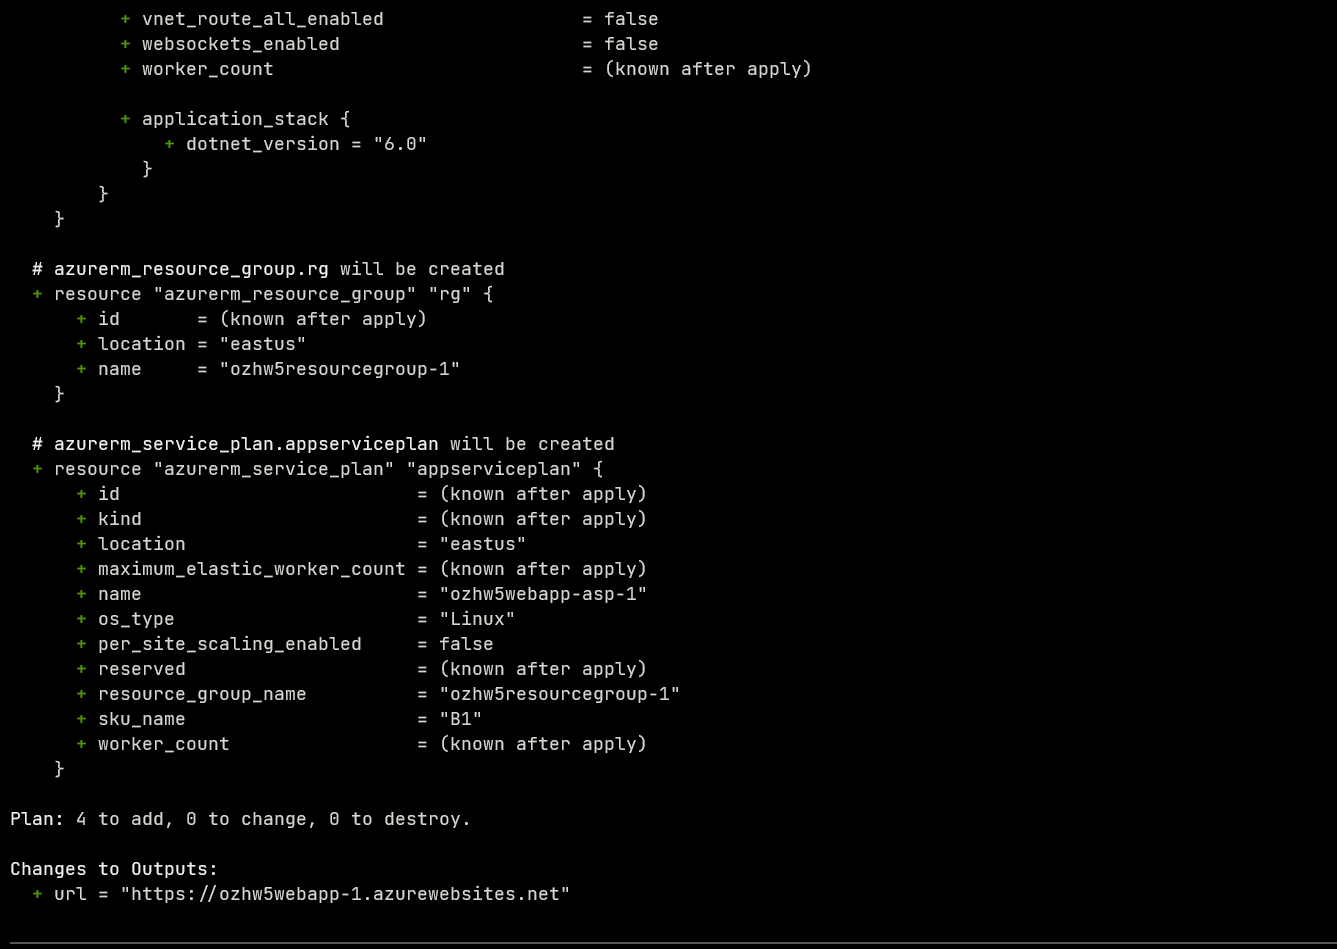 + vnet_route_all_enabled = false
+ websockets_enabled = false
+ worker_count = (known after apply)
+ application_stack {
+ dotnet_version = "6.0"
}
}
}
# azurerm_resource_group.rg will be created
+ resource "azurerm_resource_group" "rg" {
+ id = (known after apply)
+ location = "eastus"
+ name = "ozhw5resourcegroup-1"
}
# azurerm_service_plan.appserviceplan will be created
+ resource "azurerm_service_plan" "appserviceplan" {
+ id = (known after apply)
+ kind = (known after apply)
+ location = "eastus"
+ maximum_elastic_worker_count = (known after apply)
+ name = "ozhw5webapp-asp-1"
+ os_type = "Linux"
+ per_site_scaling_enabled = false
+ reserved = (known after apply)
+ resource_group_name = "ozhw5resourcegroup-1"
+ sku_name = "B1"
+ worker_count = (known after apply)
}
Plan: 4 to add, 0 to change, 0 to destroy.
Changes to Outputs:
+ url = "https://ozhw5webapp-1.azurewebsites.net"